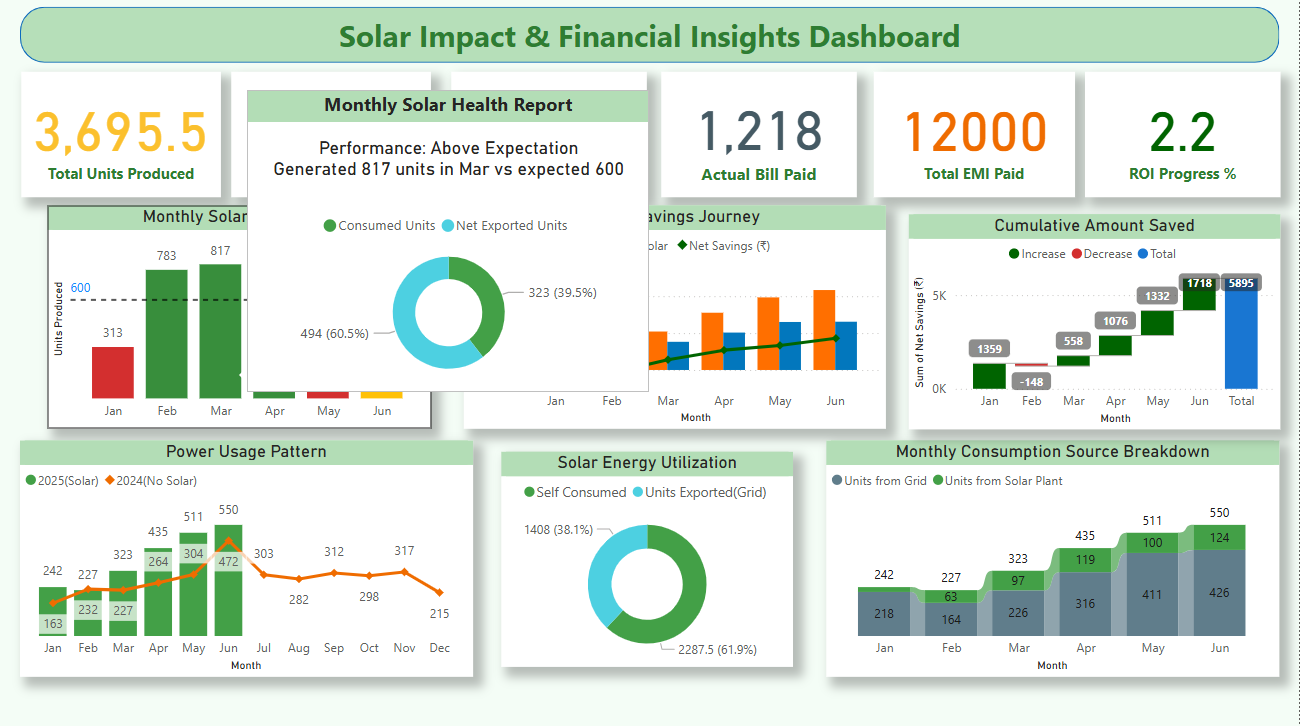 Solar Impact & Financial Insights Dashboard
3,695.5
Total Units Produced
1,218
Actual Bill Paid
12000
Total EMI Paid
2.2
ROI Progress %
Monthly Solar Health Report
Performance: Above Expectation
Generated 817 units in Mar vs expected 600
Consumed Units
Net Exported Units
323 (39.5%)
494 (60.5%)
Monthly Solar
Units Produced
600
313
783
817
Jan Feb Mar Apr May Jun
avings Journey
olar
Net Savings (₹)
Jan Feb Mar Apr May Jun
Month
Cumulative Amount Saved
Increase Decrease Total
Sum of Net Savings (₹)
5K
0K
1359
-148
558
1076
1332
1718
5895
Jan Feb Mar Apr May Jun Total
Month
Power Usage Pattern
2025(Solar) 2024(No Solar)
242 227 323 435 511 550
163 232 227 264 304 472 303 282 312 298 317 215
Jan Feb Mar Apr May Jun Jul Aug Sep Oct Nov Dec
Month
Solar Energy Utilization
Self Consumed Units Exported(Grid)
1408 (38.1%)
2287.5 (61.9%)
Monthly Consumption Source Breakdown
Units from Grid Units from Solar Plant
242 227 323 435 511 550
63 97 119 100 124
218 164 226 316 411 426
Jan Feb Mar Apr May Jun
Month